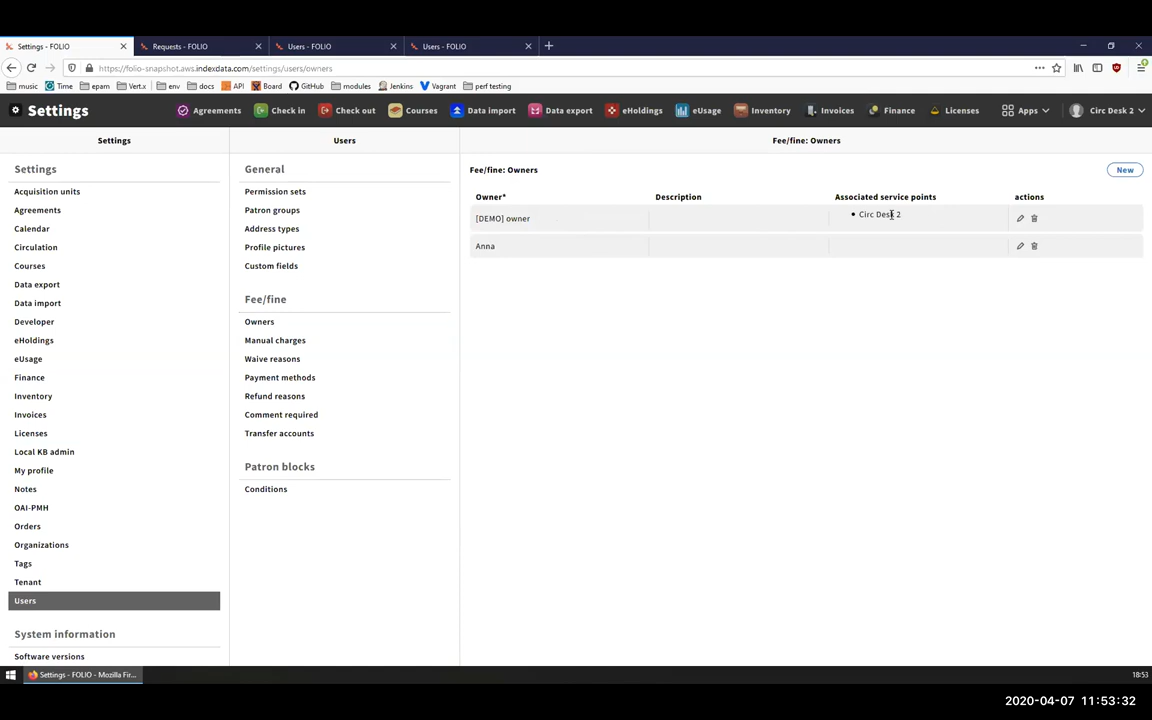 Settings - FOLIO
Requests - FOLIO
Users - FOLIO
Users - FOLIO
https://folio-snapshot.aws.indexdata.com/settings/users/owners
music
Time
epam
Vert.x
env
docs
API
Board
GitHub
modules
Jenkins
Vagrant
perf testing
Settings
Agreements
Check in
Check out
Courses
Data import
Data export
eHoldings
eUsage
Inventory
Invoices
Finance
Licenses
Apps
Circ Desk 2
Settings
Users
Fee/fine: Owners
Settings
Acquisition units
Agreements
Calendar
Circulation
Courses
Data export
Data import
Developer
eHoldings
eUsage
Finance
Inventory
Invoices
Licenses
Local KB admin
My profile
Notes
OAI-PMH
Orders
Organizations
Tags
Tenant
Users
System information
Software versions
General
Permission sets
Patron groups
Address types
Profile pictures
Custom fields
Fee/fine
Owners
Manual charges
Waive reasons
Payment methods
Refund reasons
Comment required
Transfer accounts
Patron blocks
Conditions
Fee/fine: Owners
New
Owner* Description Associated service points actions
[DEMO] owner • Circ Desk 2
Anna
Settings - FOLIO - Mozilla Fir...
18:53
2020-04-07 11:53:32